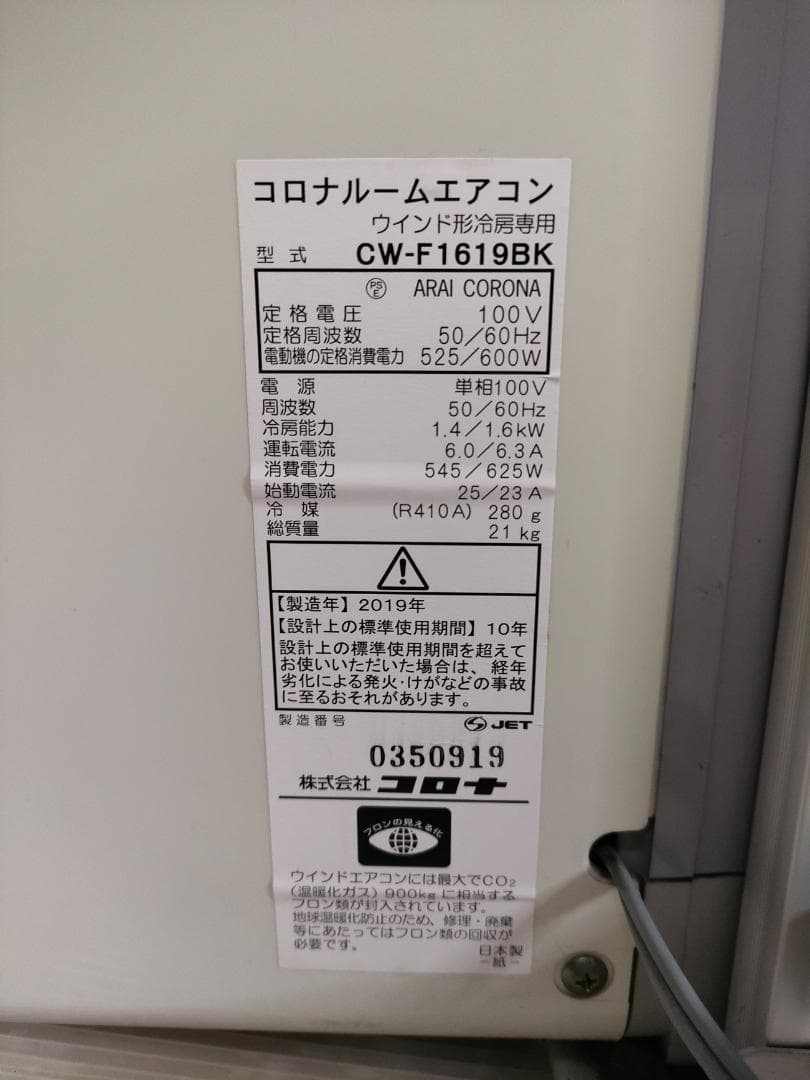 コロナルームエアコン
ウインド形冷房専用
型式 CW-F1619BK
PSE ARAI CORONA
定格電圧 100V
定格周波数 50/60Hz
電動機の定格消費電力 525/600W
電源 単相100V
周波数 50/60Hz
冷房能力 1.4/1.6kW
運転電流 6.0/6.3A
消費電力 545/625W
始動電流 25/23A
冷媒 (R410A) 280g
総質量 21kg
【製造年】2019年
【設計上の標準使用期間】10年
設計上の標準使用期間を超えて
お使いいただいた場合は、経年
劣化による発火・けがなどの事故
に至るおそれがあります。
製造番号 JET
0350919
株式会社 コロナ
フロンの見える化
ウインドエアコンには最大でCO₂
(温暖化ガス)900kgに相当する
フロン類が封入されています。
地球温暖化防止のため、修理・廃棄
等にあたってはフロン類の回収が
必要です。
日本製
-紙-